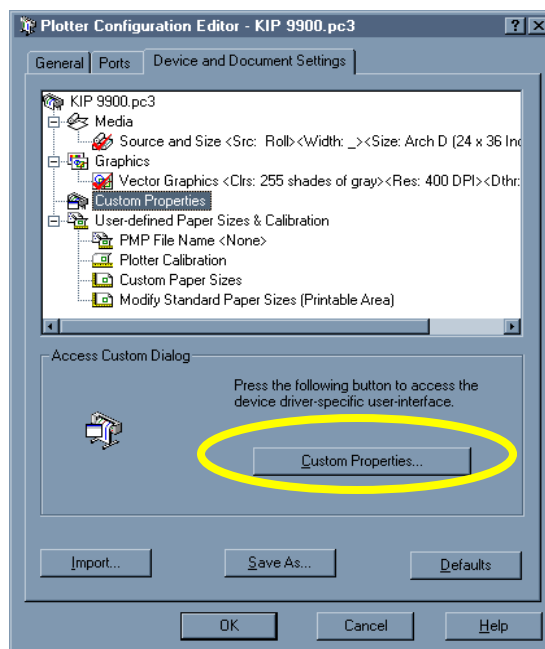 Plotter Configuration Editor - KIP 9900.pc3
General Ports Device and Document Settings
KIP 9900.pc3
Media
Source and Size <Src: Roll><Width: _><Size: Arch D (24 x 36 Inc
Graphics
Vector Graphics <Clrs: 255 shades of gray><Res: 400 DPI><Dthr:
Custom Properties
User-defined Paper Sizes & Calibration
PMP File Name <None>
Plotter Calibration
Custom Paper Sizes
Modify Standard Paper Sizes (Printable Area)
Access Custom Dialog
Press the following button to access the
device driver-specific user-interface.
Custom Properties...
Import... Save As... Defaults
OK Cancel Help